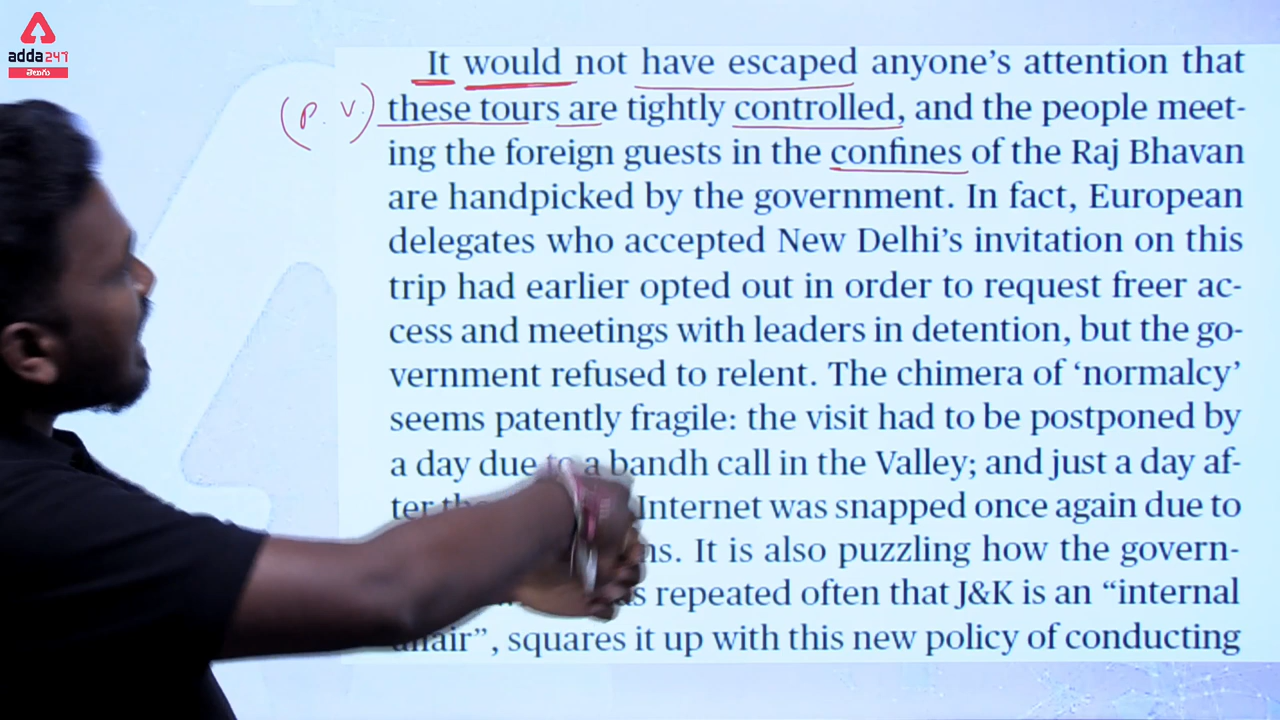 adda247
తెలుగు
It would not have escaped anyone's attention that
(P. V.) these tours are tightly controlled, and the people meet-
ing the foreign guests in the confines of the Raj Bhavan
are handpicked by the government. In fact, European
delegates who accepted New Delhi's invitation on this
trip had earlier opted out in order to request freer ac-
cess and meetings with leaders in detention, but the go-
vernment refused to relent. The chimera of 'normalcy'
seems patently fragile: the visit had to be postponed by
a day due to a bandh call in the Valley; and just a day af-
ter Internet was snapped once again due to
It is also puzzling how the govern-
repeated often that J&K is an "internal
affair", squares it up with this new policy of conducting